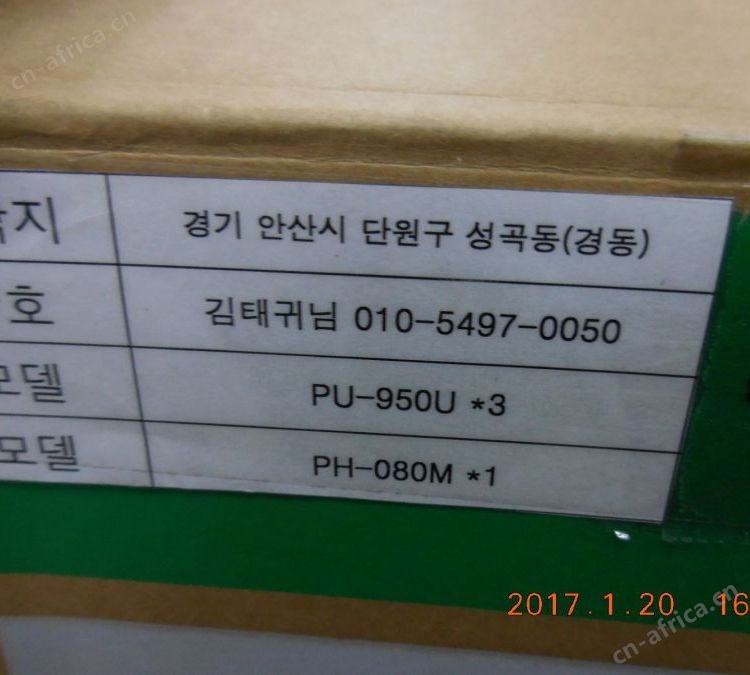 cn-africa.cn
착지 경기 안산시 단원구 성곡동(경동)
호 김태귀님 010-5497-0050
모델 PU-950U *3
모델 PH-080M *1
2017. 1. 20 16
cn-africa.cn